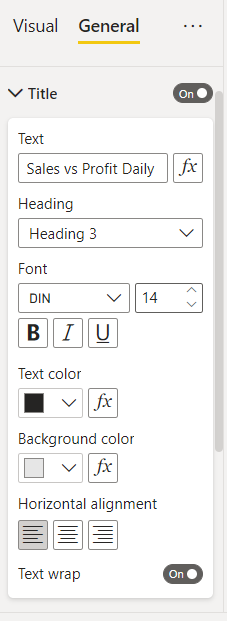 Visual General ...
Title On
Text
Sales vs Profit Daily fx
Heading
Heading 3
Font
DIN 14
B I U
Text color
fx
Background color
fx
Horizontal alignment
Text wrap On